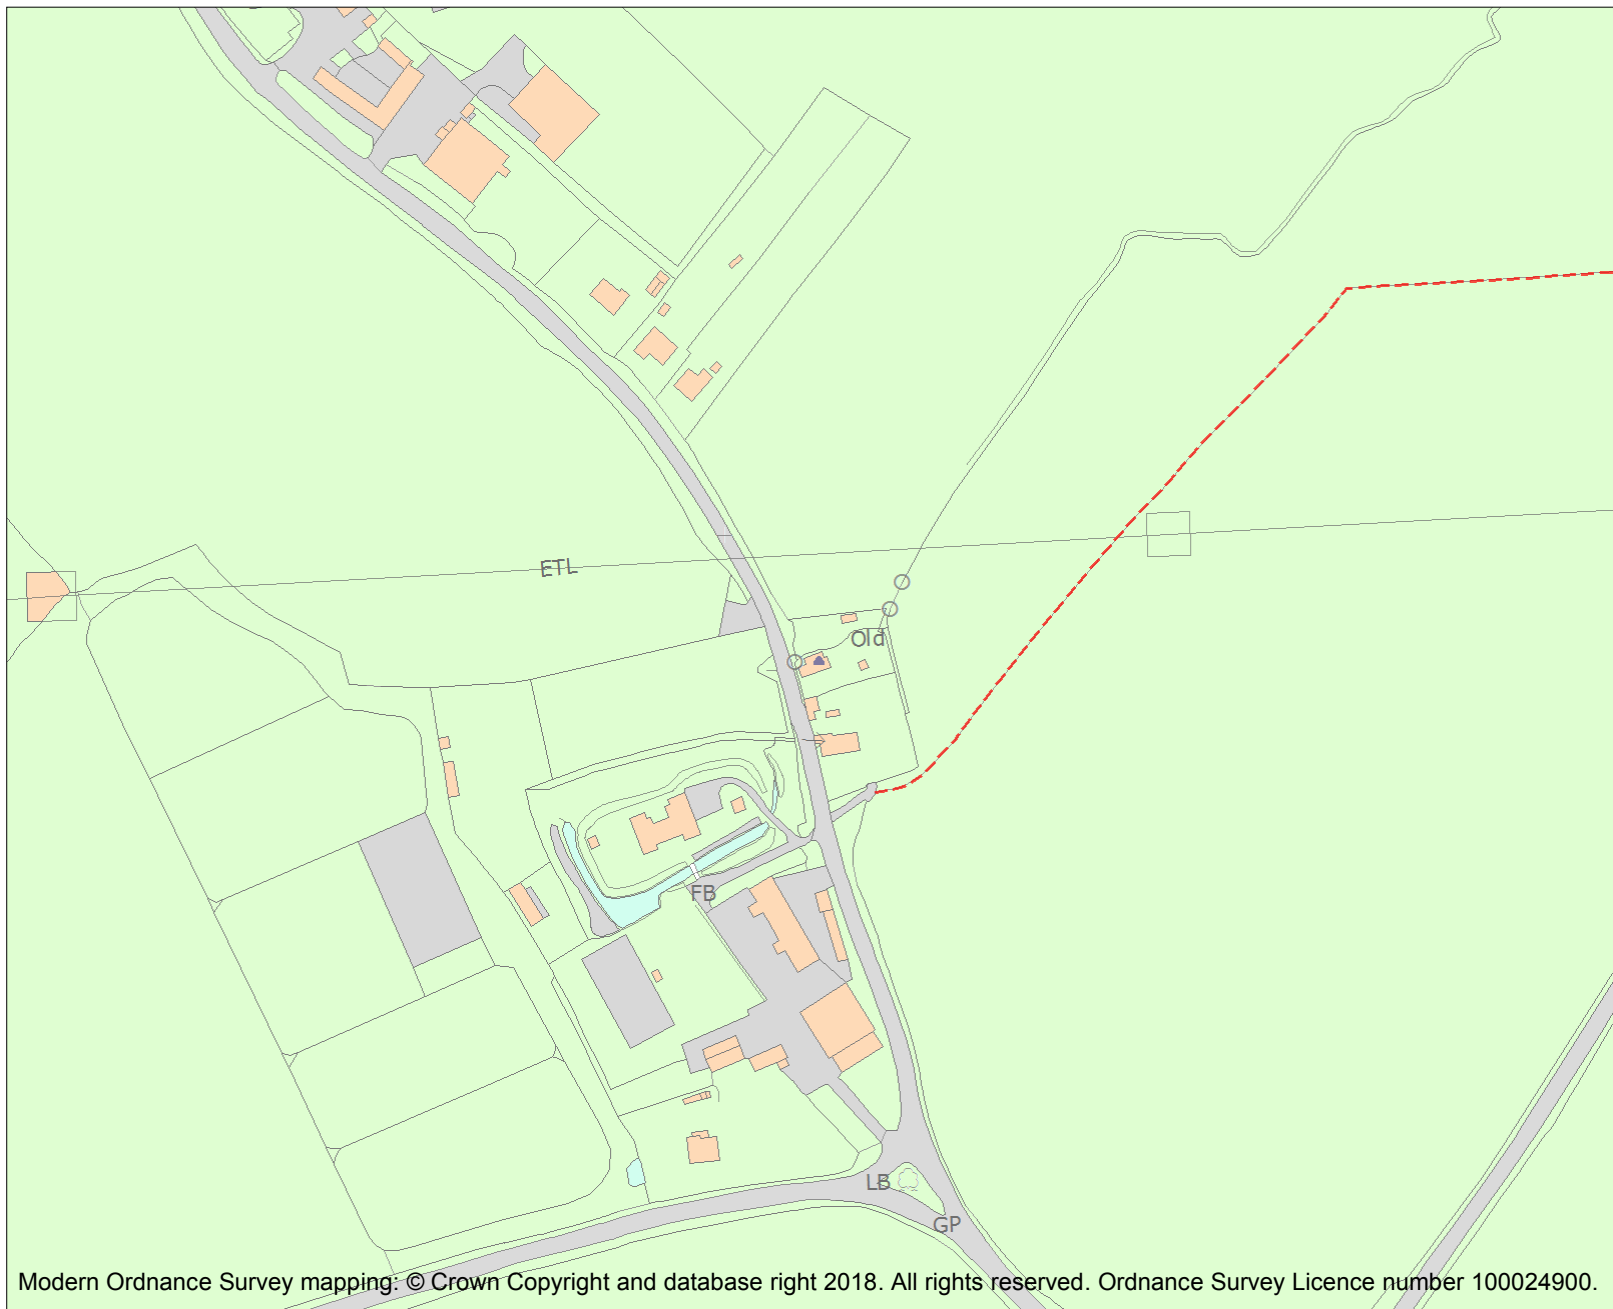 ETL
Old
FB
LB
GP
Modern Ordnance Survey mapping: © Crown Copyright and database right 2018. All rights reserved. Ordnance Survey Licence number 100024900.